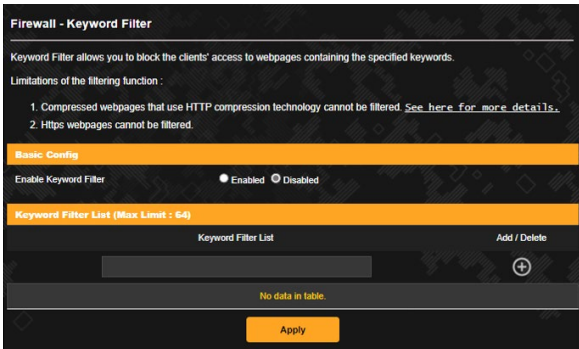 Firewall - Keyword Filter
Keyword Filter allows you to block the clients' access to webpages containing the specified keywords.
Limitations of the filtering function :
1. Compressed webpages that use HTTP compression technology cannot be filtered. See here for more details.
2. Https webpages cannot be filtered.
Basic Config
Enable Keyword Filter Enabled Disabled
Keyword Filter List (Max Limit : 64)
Keyword Filter List Add / Delete
No data in table.
Apply